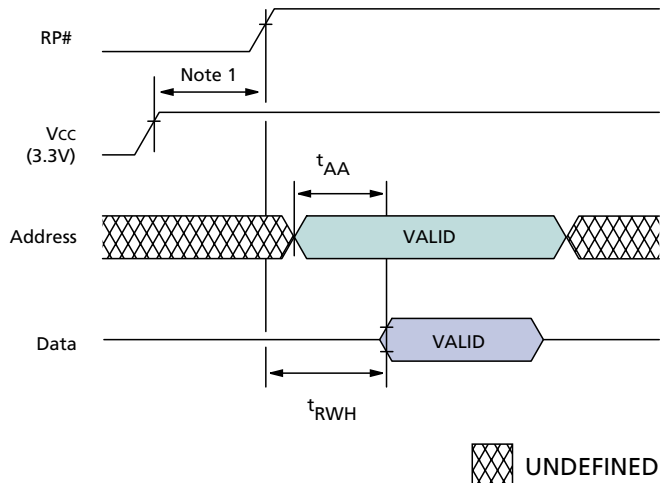 RP#
Note 1
VCC
(3.3V)
tAA
Address
VALID
Data
VALID
tRWH
UNDEFINED